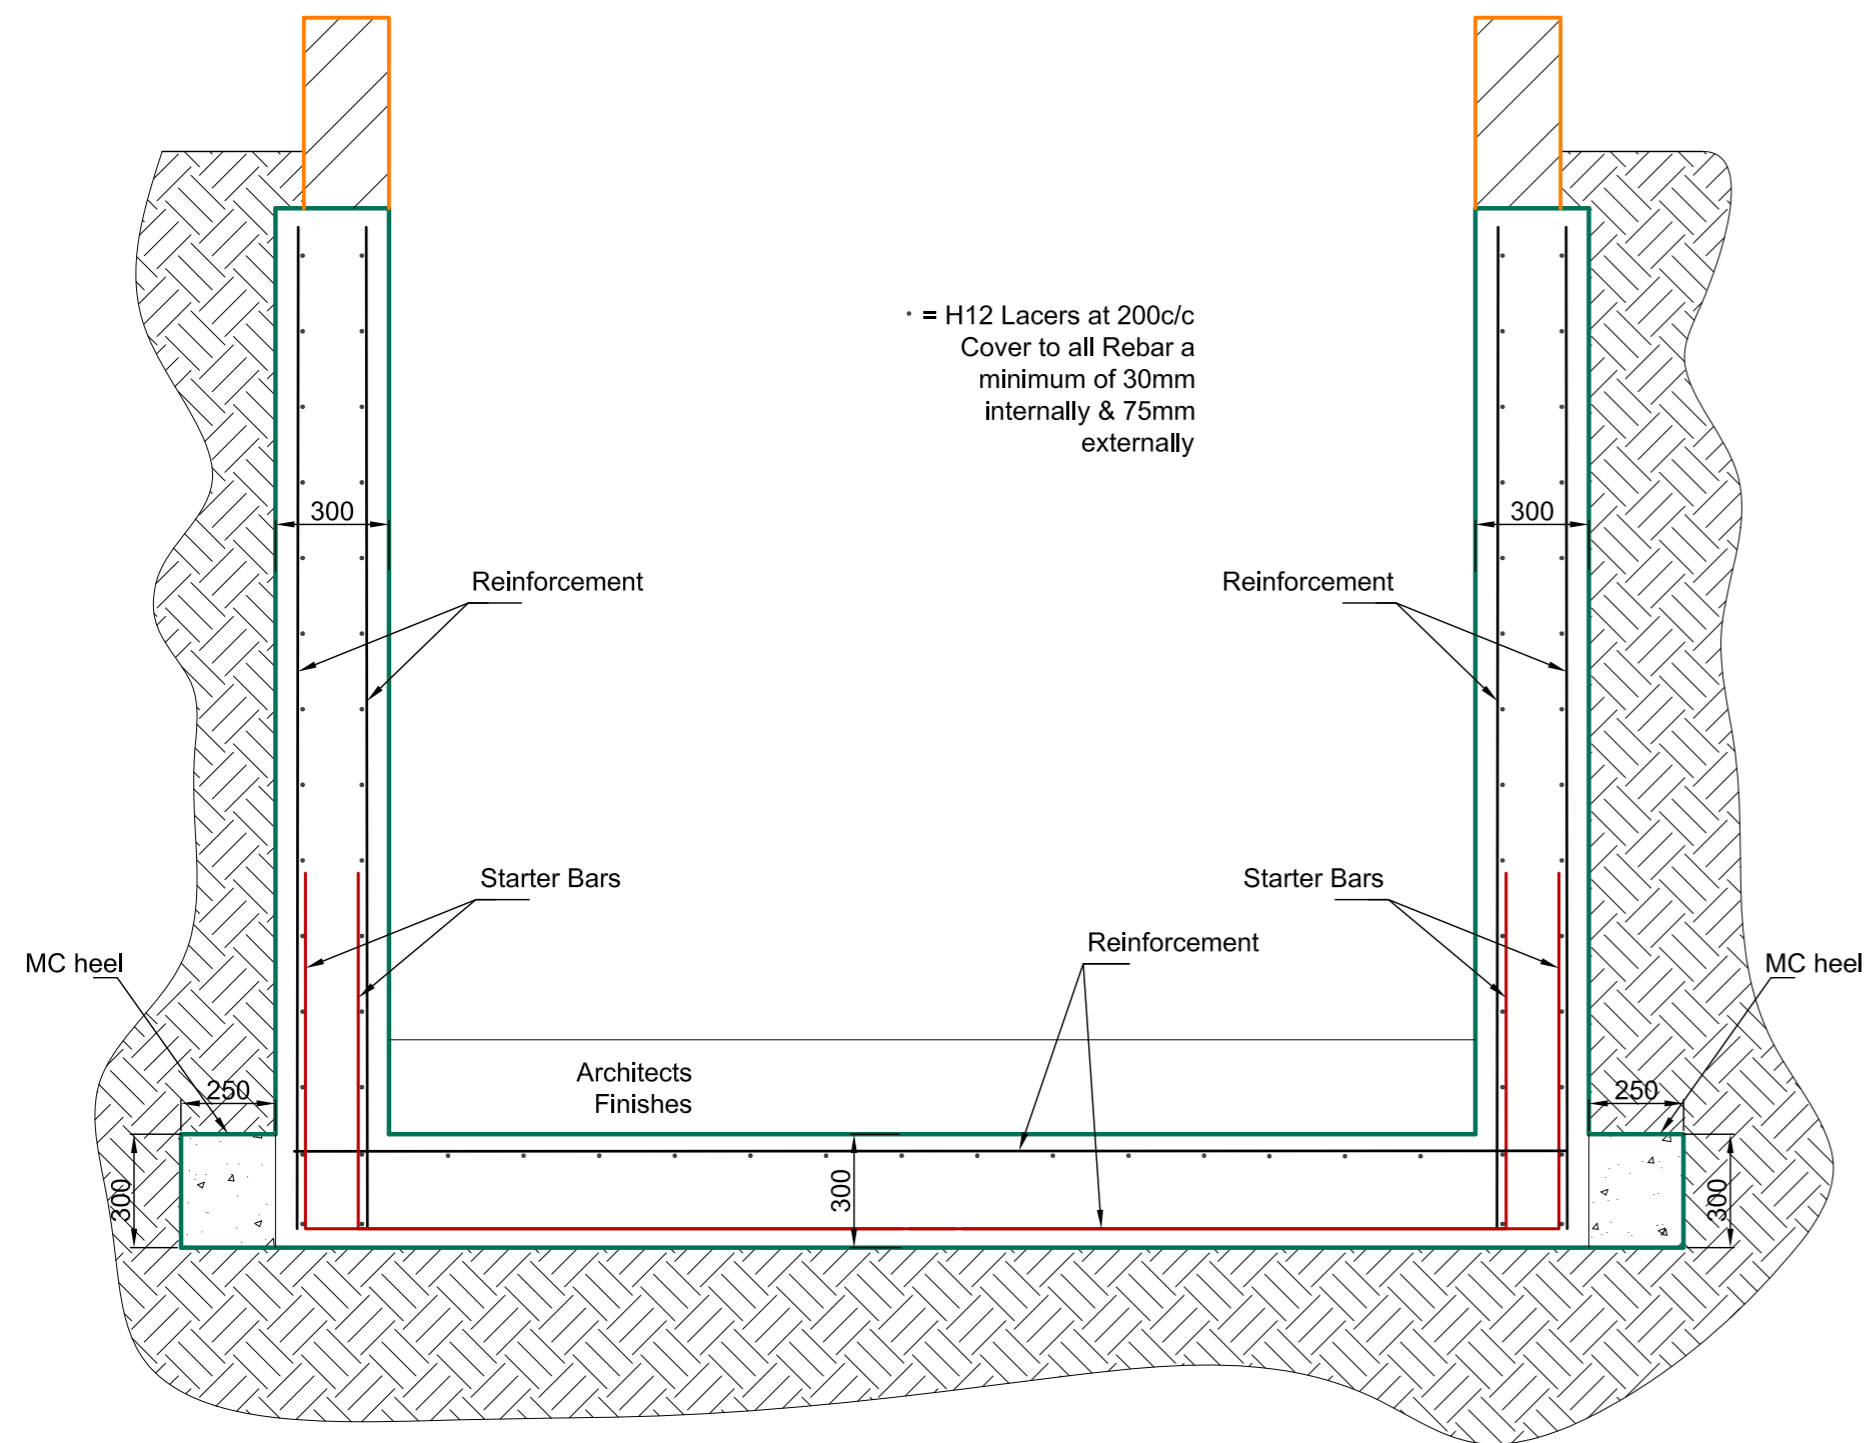 · = H12 Lacers at 200c/c
Cover to all Rebar a
minimum of 30mm
internally & 75mm
externally
300
300
Reinforcement
Reinforcement
Starter Bars
Starter Bars
Reinforcement
MC heel
MC heel
Architects
Finishes
250
250
300
300
300